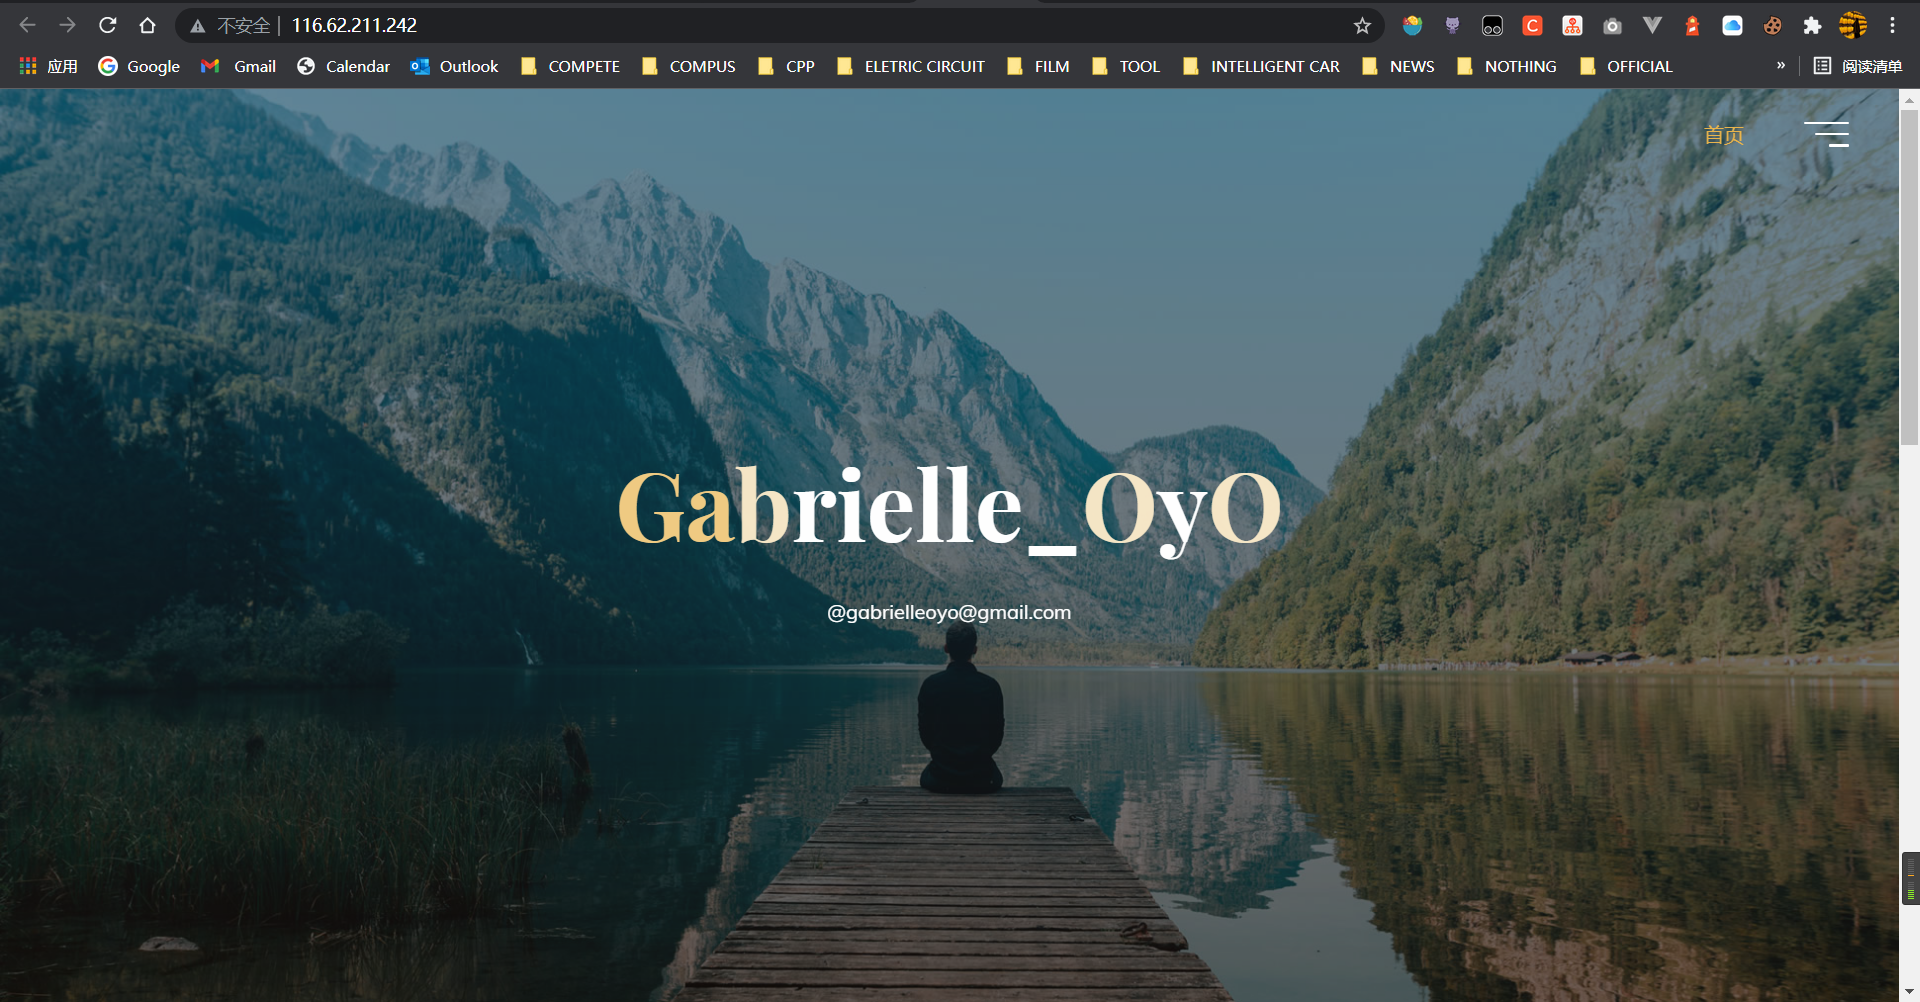 不安全 | 116.62.211.242
应用 Google Gmail Calendar Outlook COMPETE COMPUS CPP ELETRIC CIRCUIT FILM TOOL INTELLIGENT CAR NEWS NOTHING OFFICIAL » 阅读清单
首页
Gabrielle_OyO
@gabrielleoyo@gmail.com